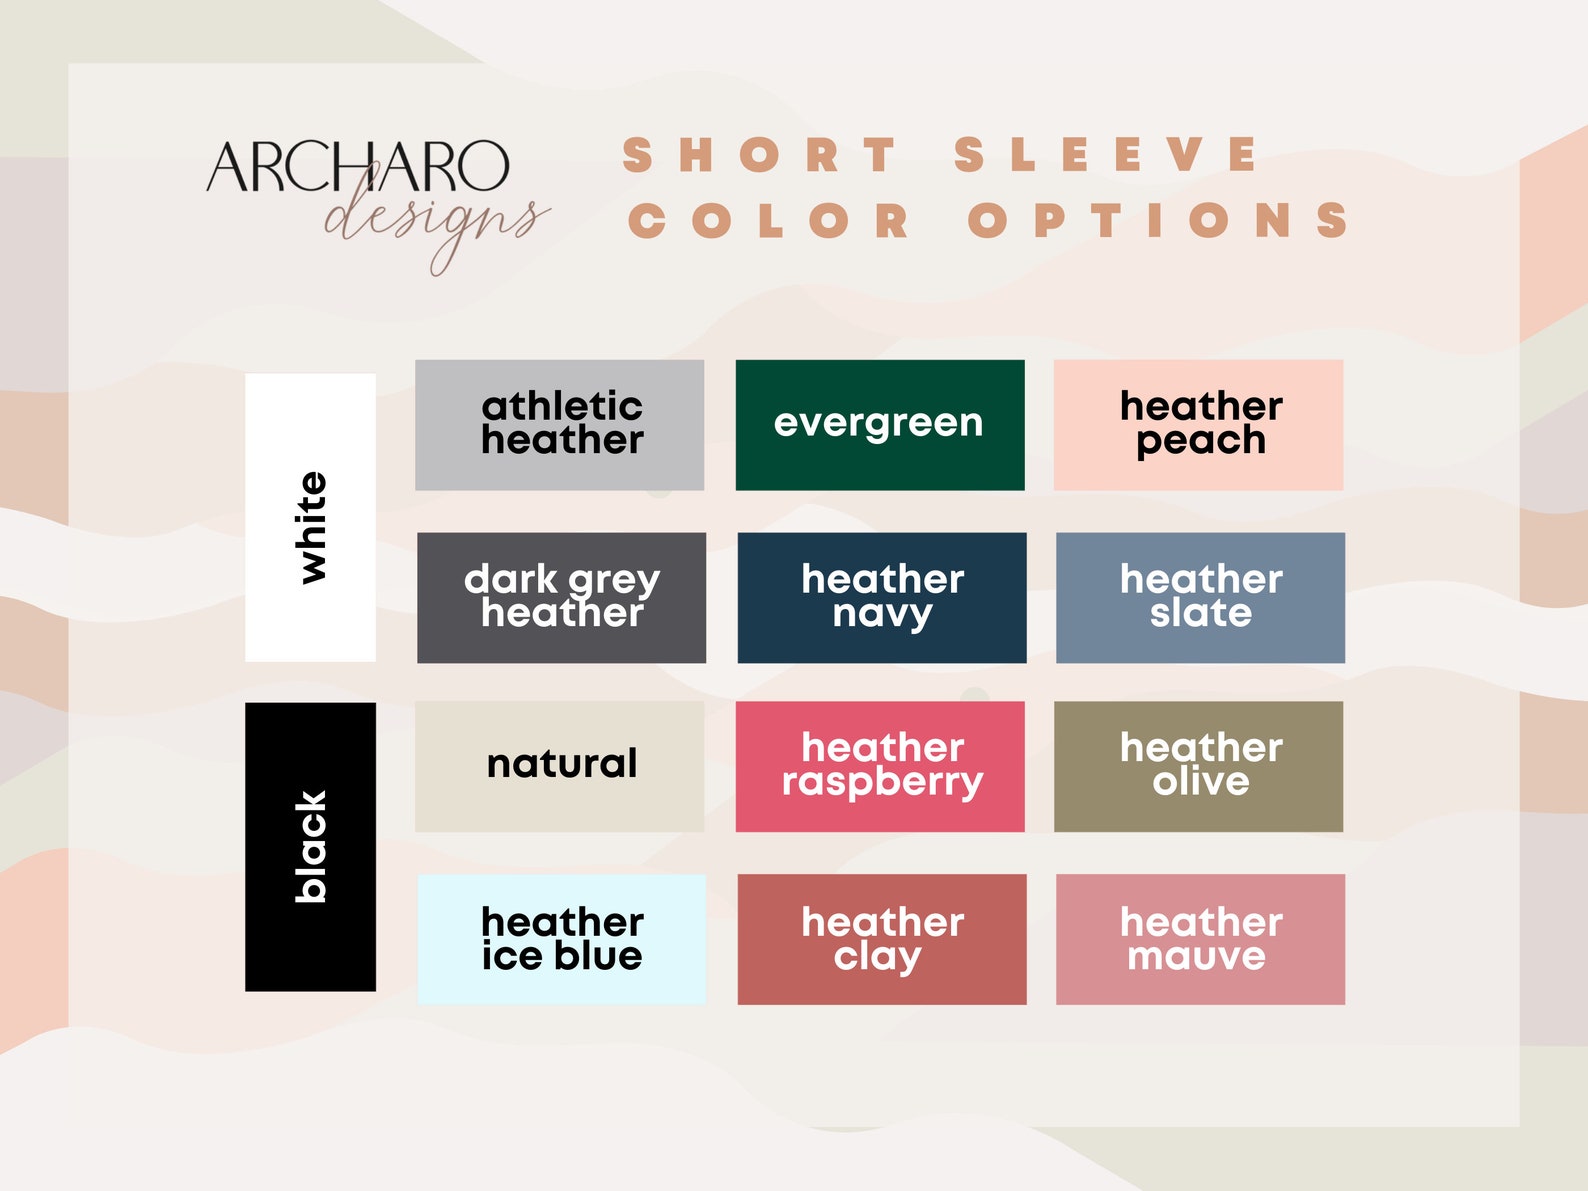 ARCHARO
designs
SHORT SLEEVE
COLOR OPTIONS
white
black
athletic
heather
evergreen
heather
peach
dark grey
heather
heather
navy
heather
slate
natural
heather
raspberry
heather
olive
heather
ice blue
heather
clay
heather
mauve